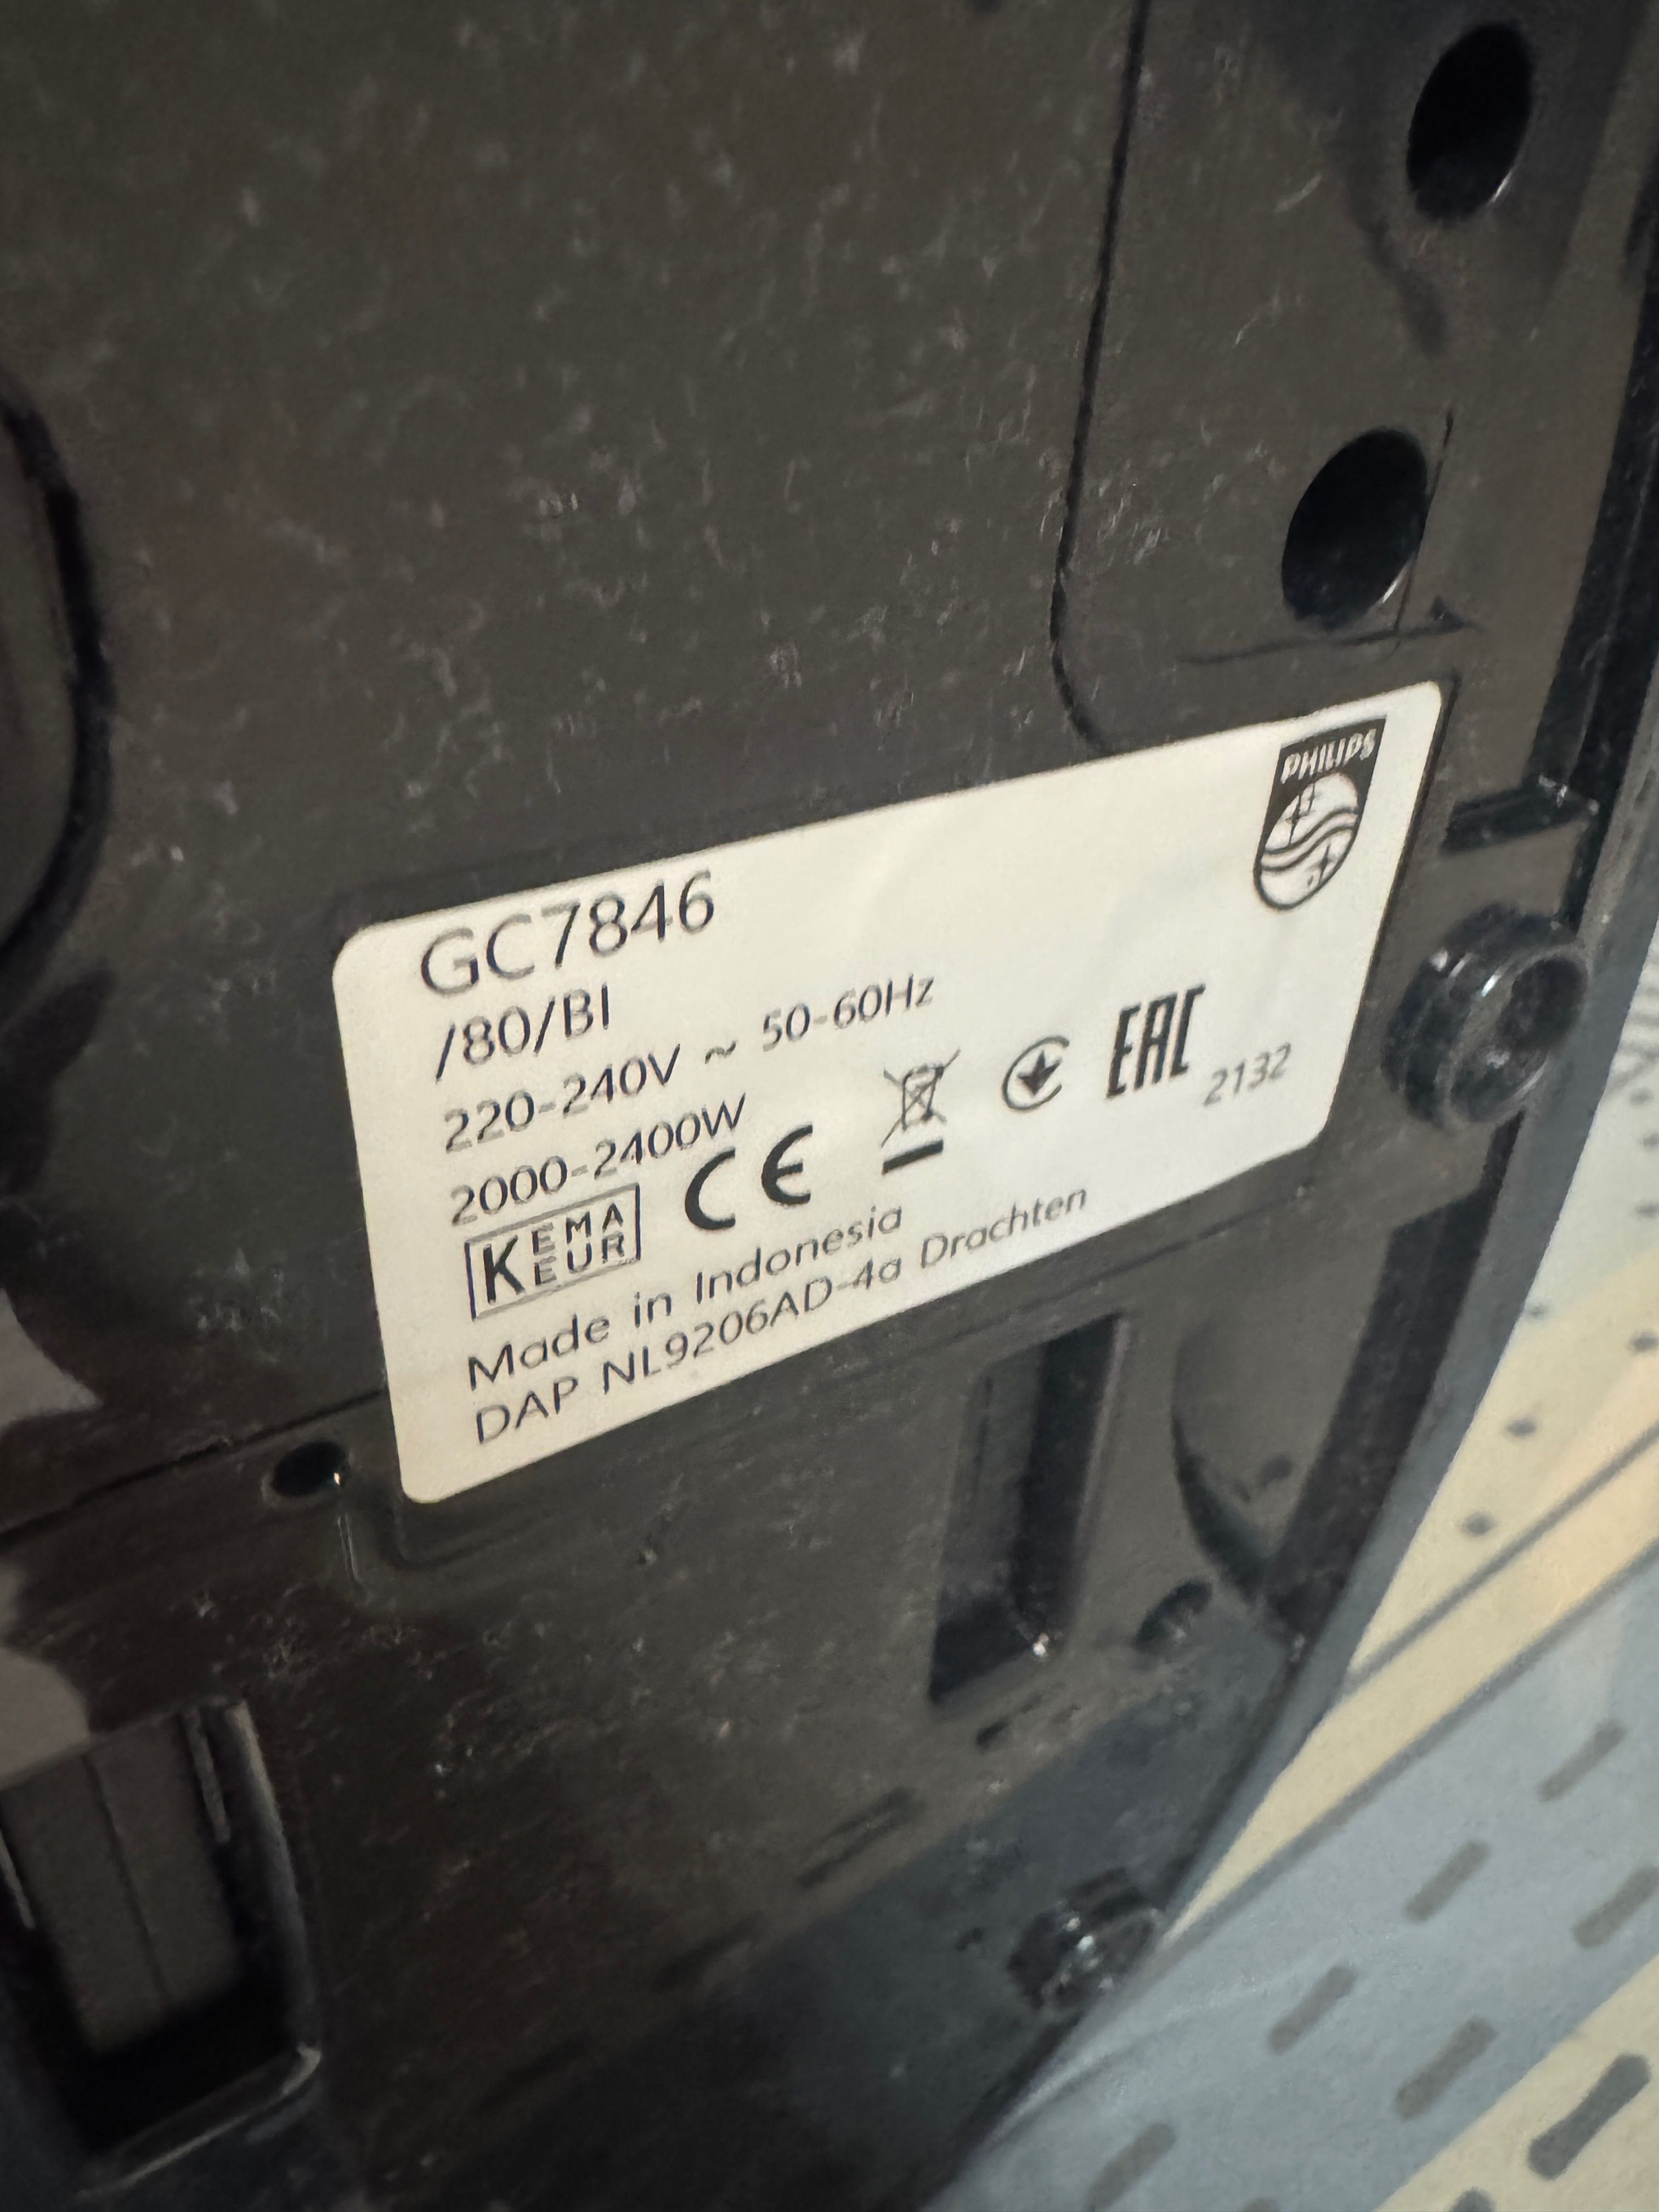 PHILIPS
GC7846
/80/BI
220-240V ~ 50-60Hz
2000-2400W
KEMA
EUR
CE
EAC
2132
Made in Indonesia
DAP NL9206AD-4a Drachten